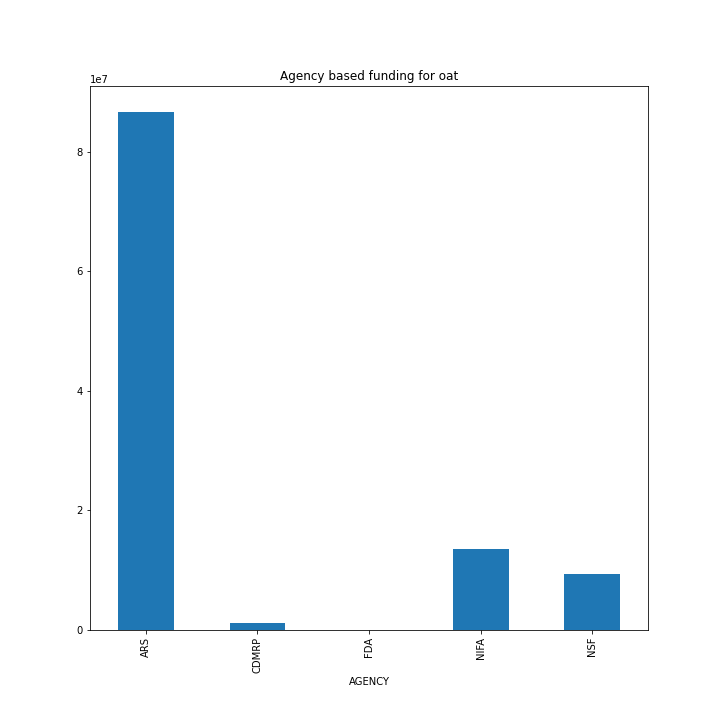 Agency based funding for oat
1e7
8
6
4
2
0
ARS
CDMRP
FDA
NIFA
NSF
AGENCY